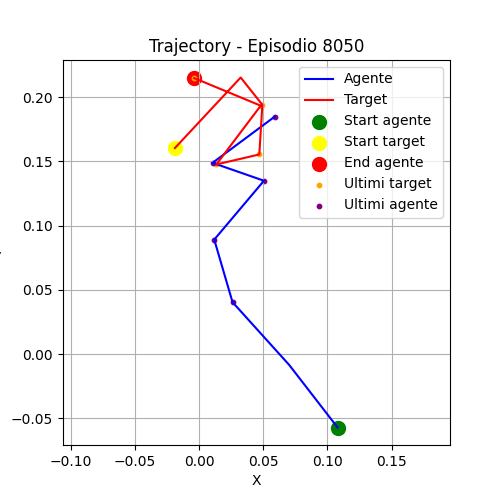 Trajectory - Episodio 8050
Agente
Target
Start agente
Start target
End agente
Ultimi target
Ultimi agente
0.20
0.15
0.10
0.05
0.00
−0.05
−0.10
−0.05
0.00
0.05
0.10
0.15
X